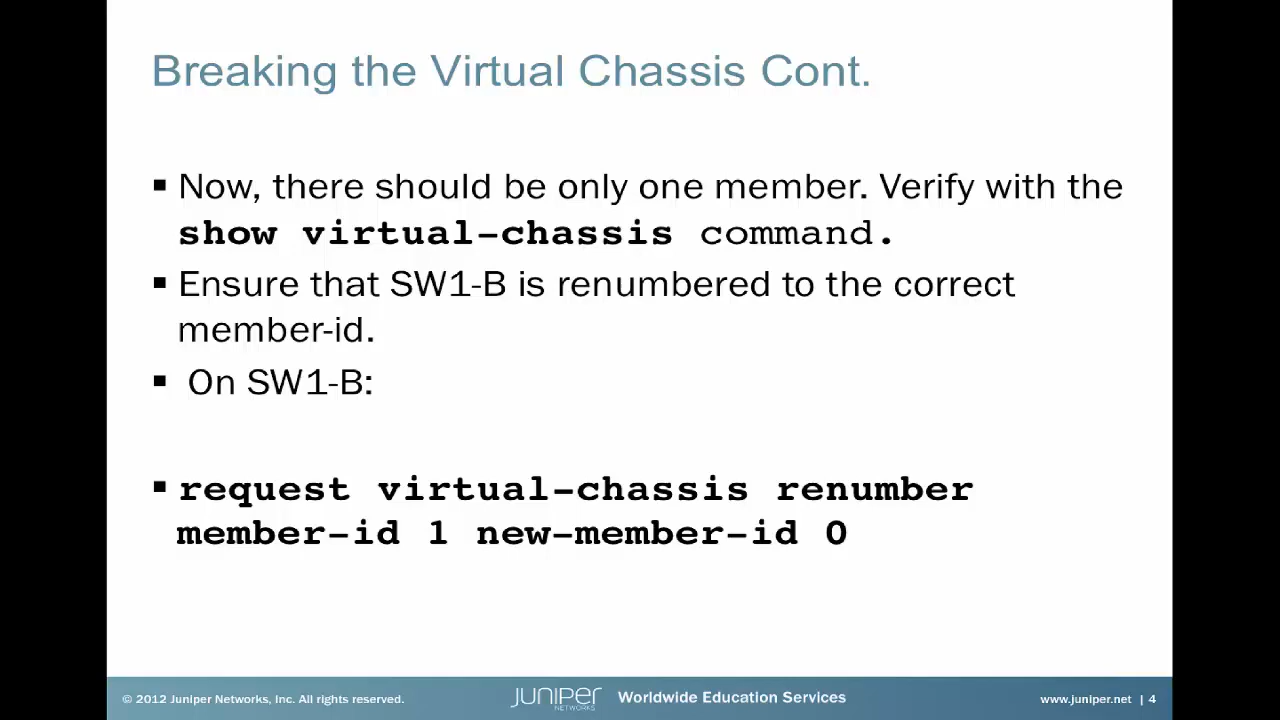 Breaking the Virtual Chassis Cont.
▪ Now, there should be only one member. Verify with the
show virtual-chassis command.
▪ Ensure that SW1-B is renumbered to the correct
member-id.
▪ On SW1-B:
▪ request virtual-chassis renumber
member-id 1 new-member-id 0
© 2012 Juniper Networks, Inc. All rights reserved.
JUNIPER
NETWORKS
Worldwide Education Services
www.juniper.net | 4